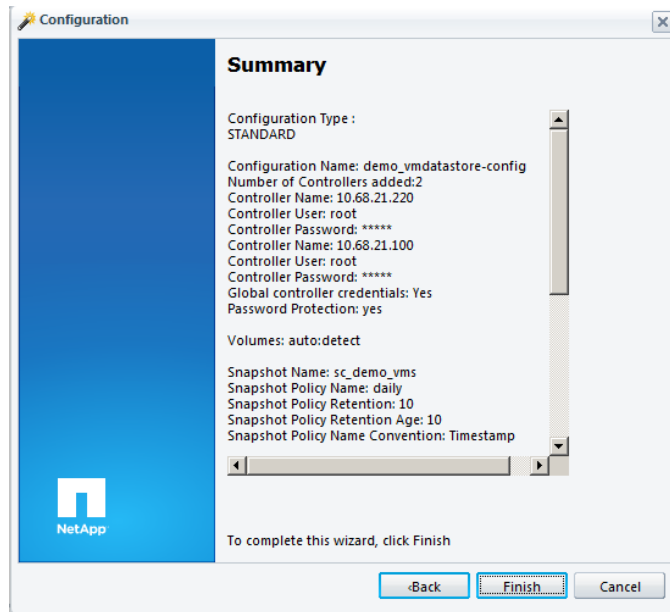 Configuration
Summary
Configuration Type :
STANDARD
Configuration Name: demo_vmdatastore-config
Number of Controllers added:2
Controller Name: 10.68.21.220
Controller User: root
Controller Password: *****
Controller Name: 10.68.21.100
Controller User: root
Controller Password: *****
Global controller credentials: Yes
Password Protection: yes
Volumes: auto:detect
Snapshot Name: sc_demo_vms
Snapshot Policy Name: daily
Snapshot Policy Retention: 10
Snapshot Policy Retention Age: 10
Snapshot Policy Name Convention: Timestamp
NetApp
To complete this wizard, click Finish
‹Back Finish Cancel